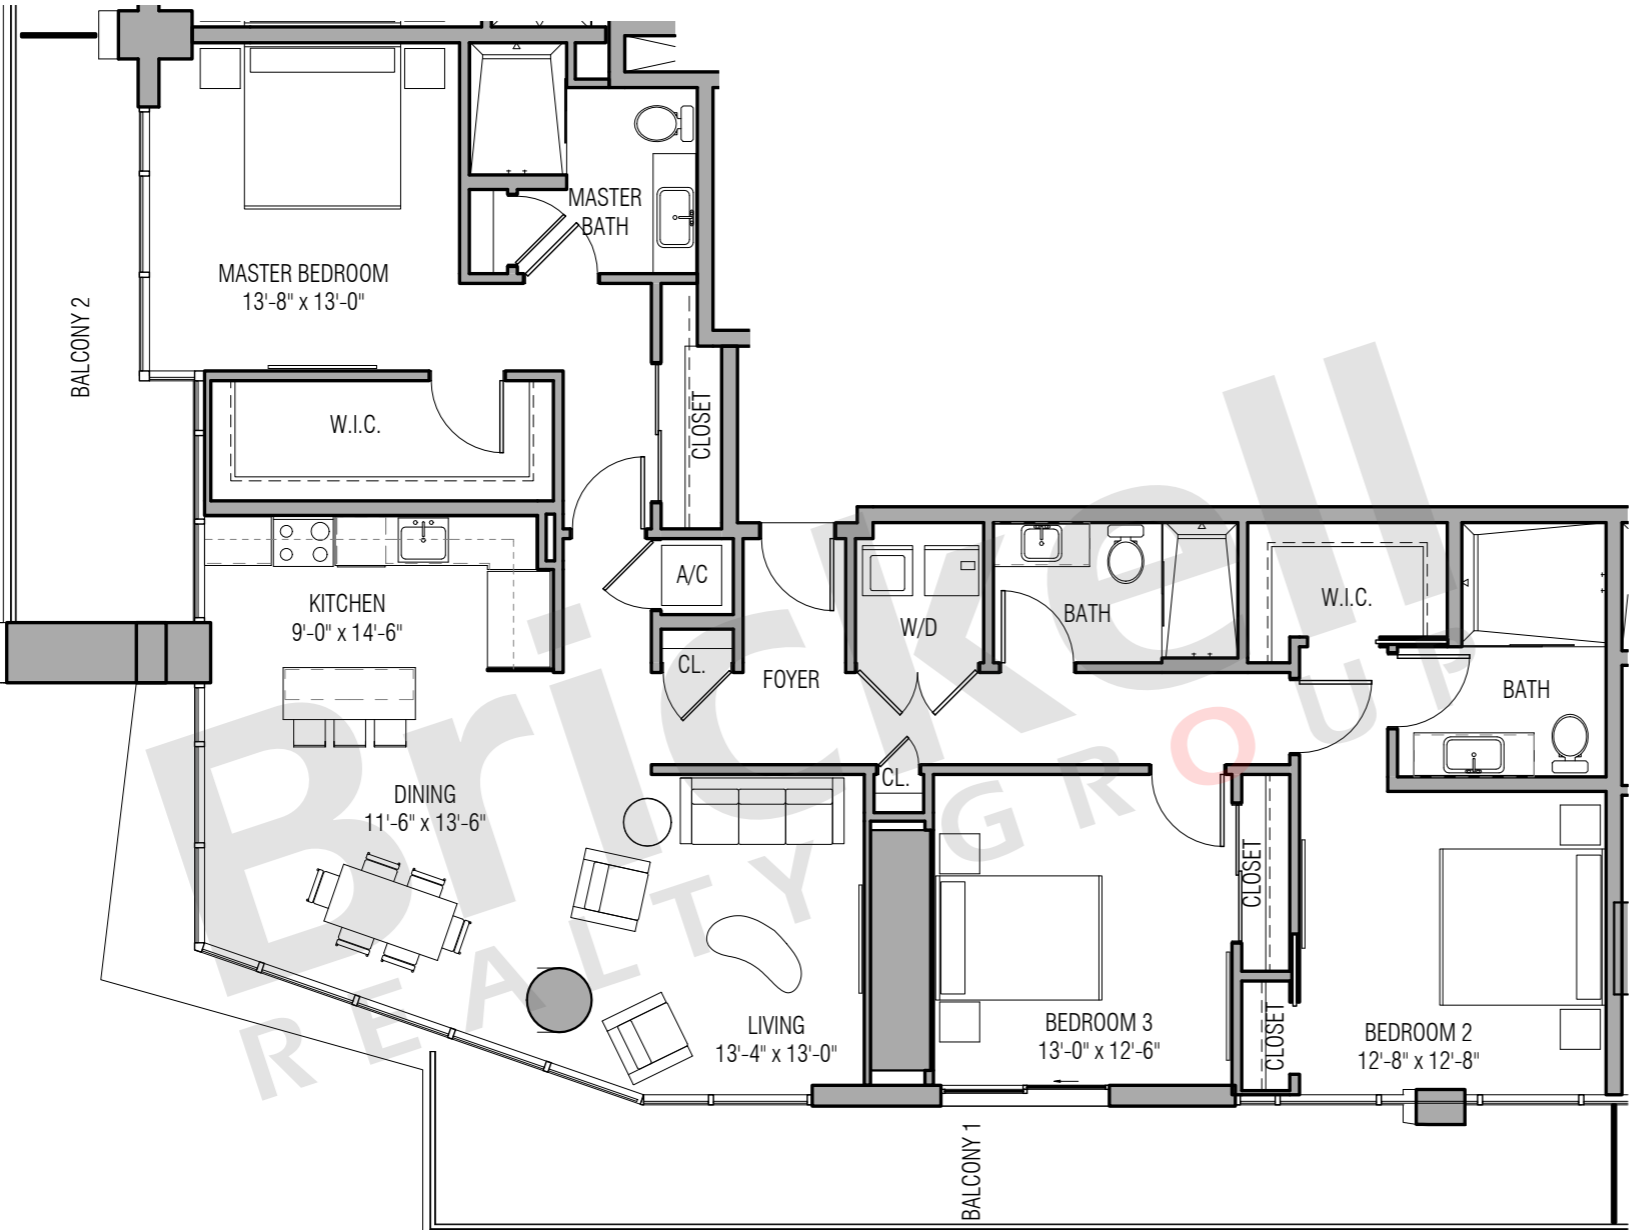 MASTER
BATH
MASTER BEDROOM
13'-8" x 13'-0"
BALCONY 2
W.I.C.
CLOSET
KITCHEN
9'-0" x 14'-6"
A/C
CL.
FOYER
W/D
BATH
W.I.C.
BATH
DINING
11'-6" x 13'-6"
CL.
CLOSET
LIVING
13'-4" x 13'-0"
BEDROOM 3
13'-0" x 12'-6"
CLOSET
BEDROOM 2
12'-8" x 12'-8"
BALCONY 1
Brickell
REALTY GROUP